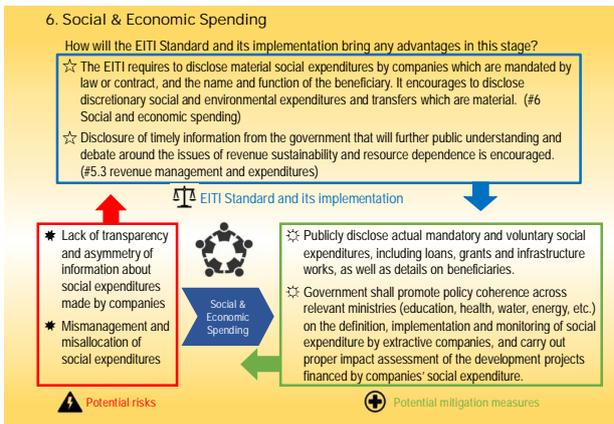 6. Social & Economic Spending
How will the EITI Standard and its implementation bring any advantages in this stage?
☆ The EITI requires to disclose material social expenditures by companies which are mandated by
law or contract, and the name and function of the beneficiary. It encourages to disclose
discretionary social and environmental expenditures and transfers which are material. (#6
Social and economic spending)
☆ Disclosure of timely information from the government that will further public understanding and
debate around the issues of revenue sustainability and resource dependence is encouraged.
(#5.3 revenue management and expenditures)
EITI Standard and its implementation
Lack of transparency
and asymmetry of
information about
social expenditures
made by companies
Mismanagement and
misallocation of
social expenditures
Potential risks
Social &
Economic
Spending
Publicly disclose actual mandatory and voluntary social
expenditures, including loans, grants and infrastructure
works, as well as details on beneficiaries.
Government shall promote policy coherence across
relevant ministries (education, health, water, energy, etc.)
on the definition, implementation and monitoring of social
expenditure by extractive companies, and carry out
proper impact assessment of the development projects
financed by companies' social expenditure.
Potential mitigation measures